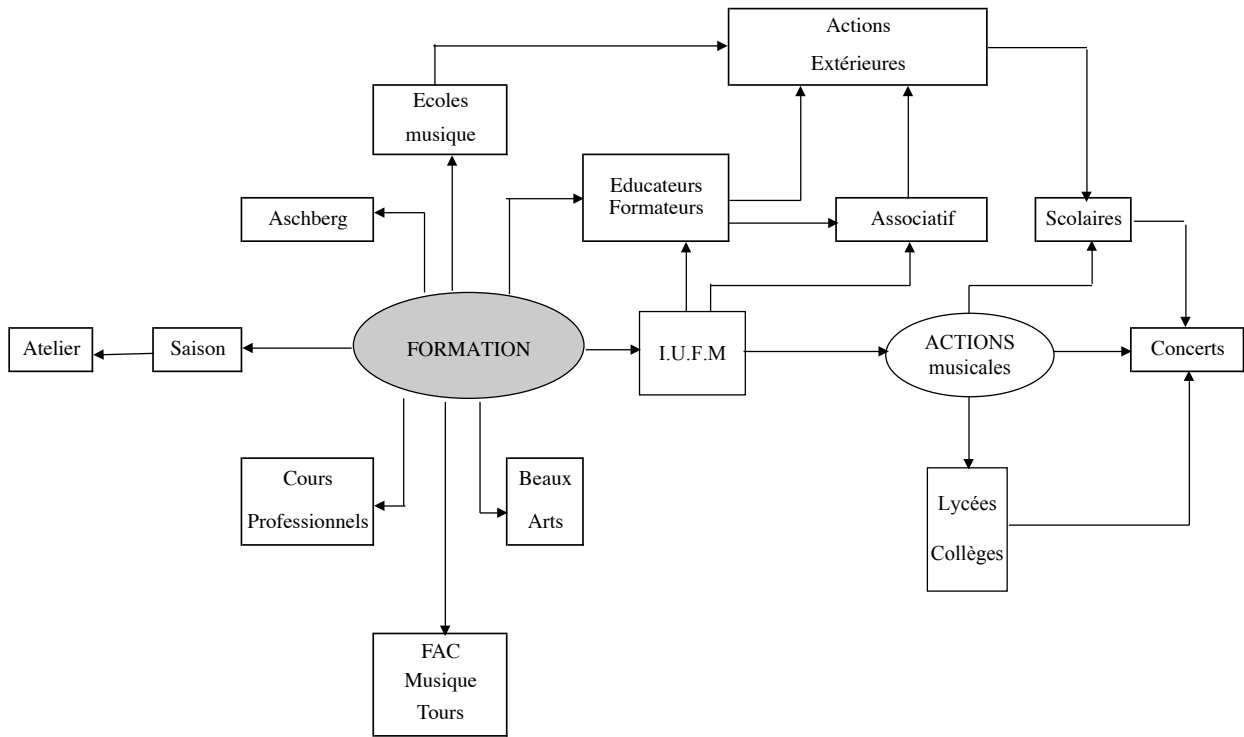 Actions
Extérieures
Ecoles
musique
Educateurs
Formateurs
Aschberg
Associatif
Scolaires
Atelier
Saison
FORMATION
I.U.F.M
ACTIONS
musicales
Concerts
Cours
Professionnels
Beaux
Arts
Lycées
Collèges
FAC
Musique
Tours